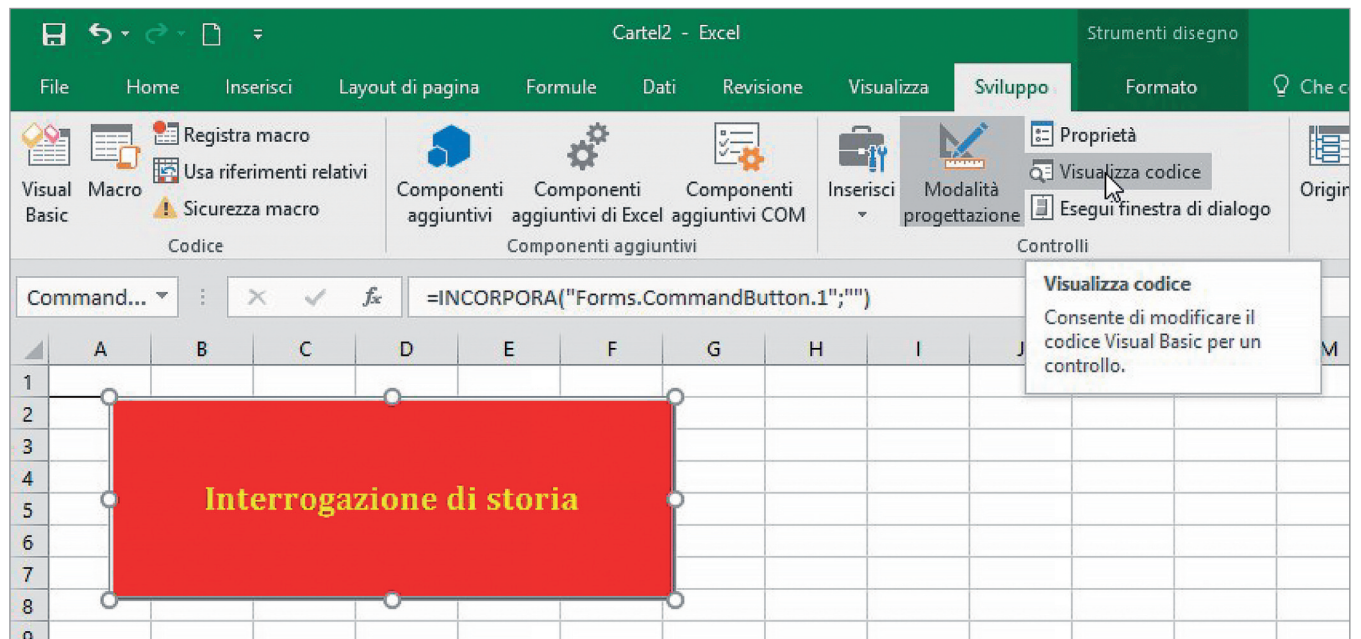 Cartel2 - Excel
Strumenti disegno
File Home Inserisci Layout di pagina Formule Dati Revisione Visualizza Sviluppo Formato Che c
Visual Basic
Macro
Registra macro
Usa riferimenti relativi
Sicurezza macro
Codice
Componenti aggiuntivi
Componenti aggiuntivi di Excel
Componenti aggiuntivi COM
Componenti aggiuntivi
Inserisci
Modalità progettazione
Proprietà
Visualizza codice
Esegui finestra di dialogo
Controlli
Origin
Command...
fx
=INCORPORA("Forms.CommandButton.1";"")
Visualizza codice
Consente di modificare il
codice Visual Basic per un
controllo.
A B C D E F G H I J M
1
2
3
4
5
6
7
8
9
Interrogazione di storia